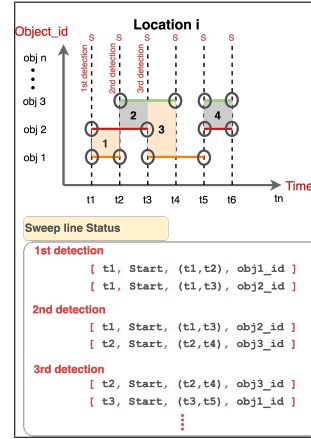 Location i
Object_id
S S S S S S
obj n
1st detection
2nd detection
3rd detection
obj 3
obj 2
obj 1
2
3
4
1
Time
t1 t2 t3 t4 t5 t6 tn
Sweep line Status
1st detection
[ t1, Start, (t1,t2), obj1_id ]
[ t1, Start, (t1,t3), obj2_id ]
2nd detection
[ t1, Start, (t1,t3), obj2_id ]
[ t2, Start, (t2,t4), obj3_id ]
3rd detection
[ t2, Start, (t2,t4), obj3_id ]
[ t3, Start, (t3,t5), obj1_id ]